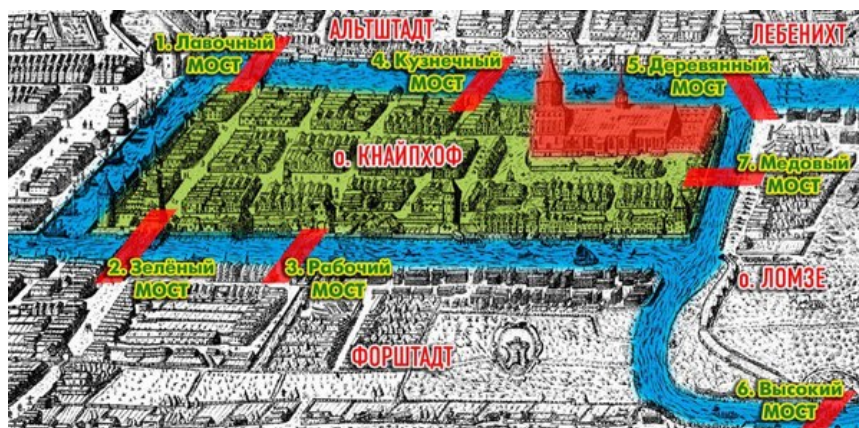 АЛЬТШТАДТ
ЛЕБЕНИХТ
1. Лавочный
МОСТ
4. Кузнечный
МОСТ
5. Деревянный
МОСТ
о. КНАЙПХОФ
7. Медовый
МОСТ
2. Зелёный
МОСТ
3. Рабочий
МОСТ
о. ЛОМЗЕ
ФОРШТАДТ
6. Высокий
МОСТ